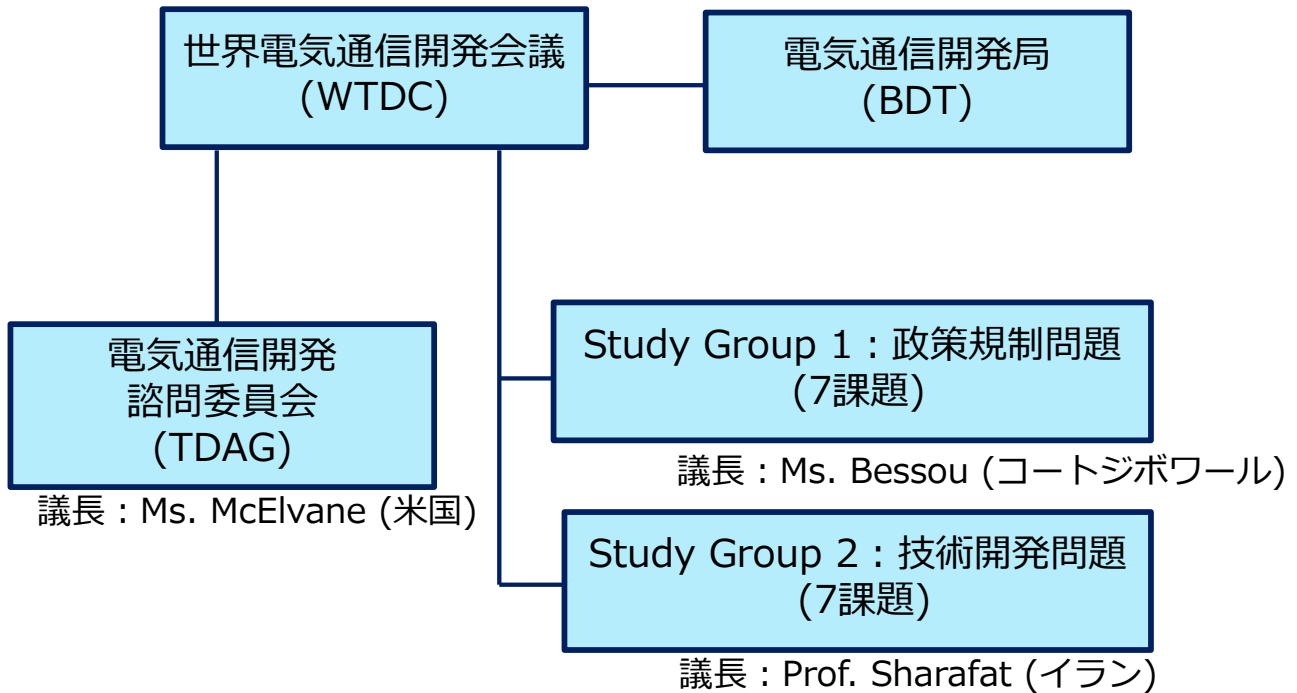 世界電気通信開発会議
(WTDC)
電気通信開発局
(BDT)
電気通信開発
諮問委員会
(TDAG)
議長：Ms. McElvane (米国)
Study Group 1：政策規制問題
(7課題)
議長：Ms. Bessou (コートジボワール)
Study Group 2：技術開発問題
(7課題)
議長：Prof. Sharafat (イラン)